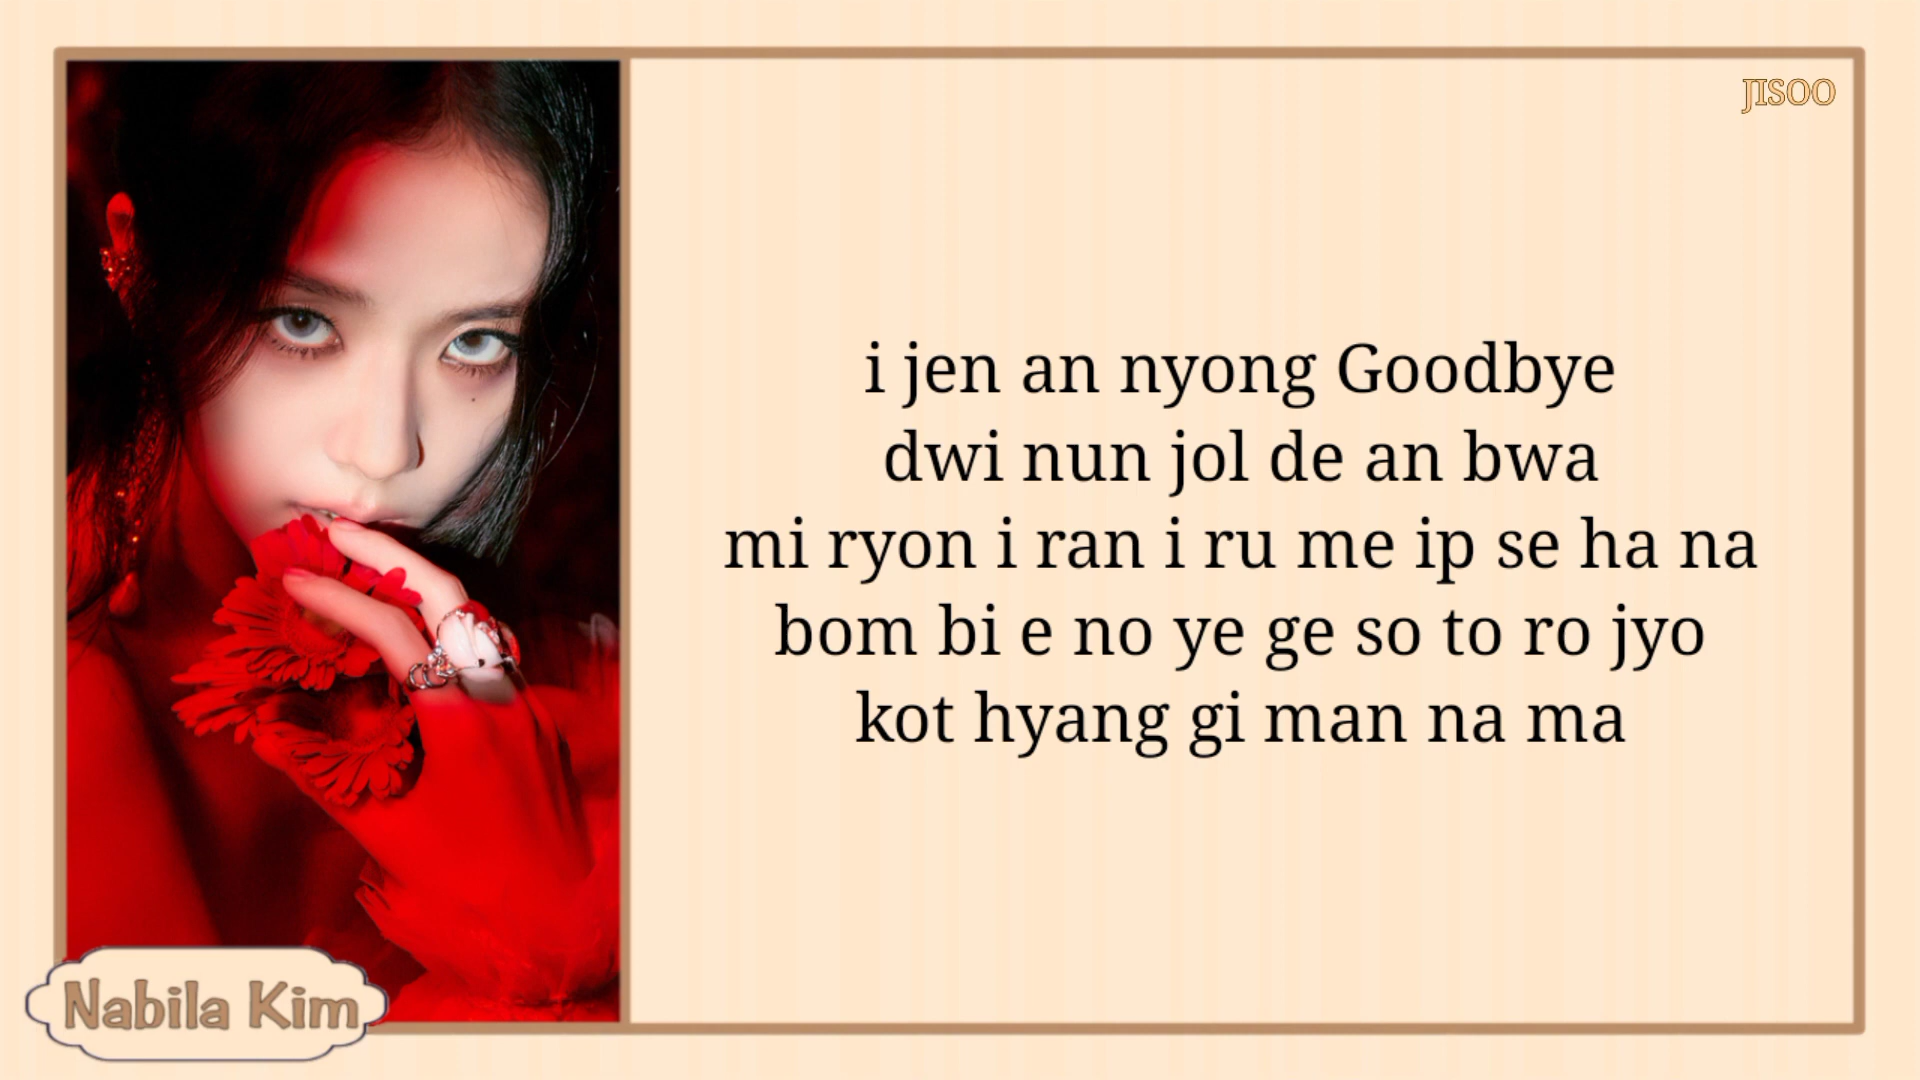 JISOO
i jen an nyong Goodbye
dwi nun jol de an bwa
mi ryon i ran i ru me ip se ha na
bom bi e no ye ge so to ro jyo
kot hyang gi man na ma
Nabila Kim